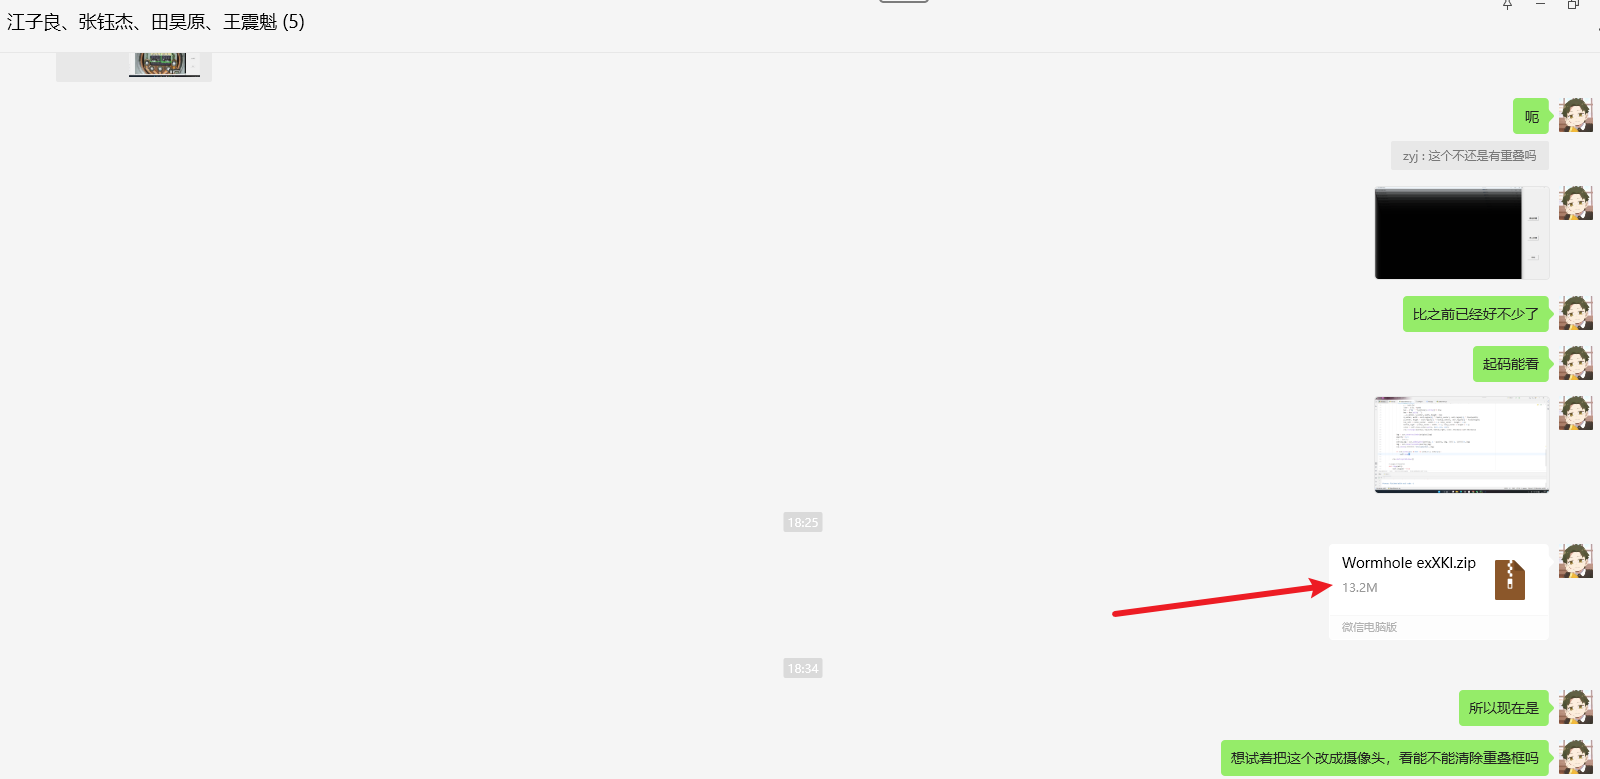 江子良、张钰杰、田昊原、王震魁 (5)
呃
zyj : 这个不还是有重叠吗
比之前已经好不少了
起码能看
18:25
Wormhole exXKI.zip
13.2M
微信电脑版
18:34
所以现在是
想试着把这个改成摄像头，看能不能清除重叠框吗